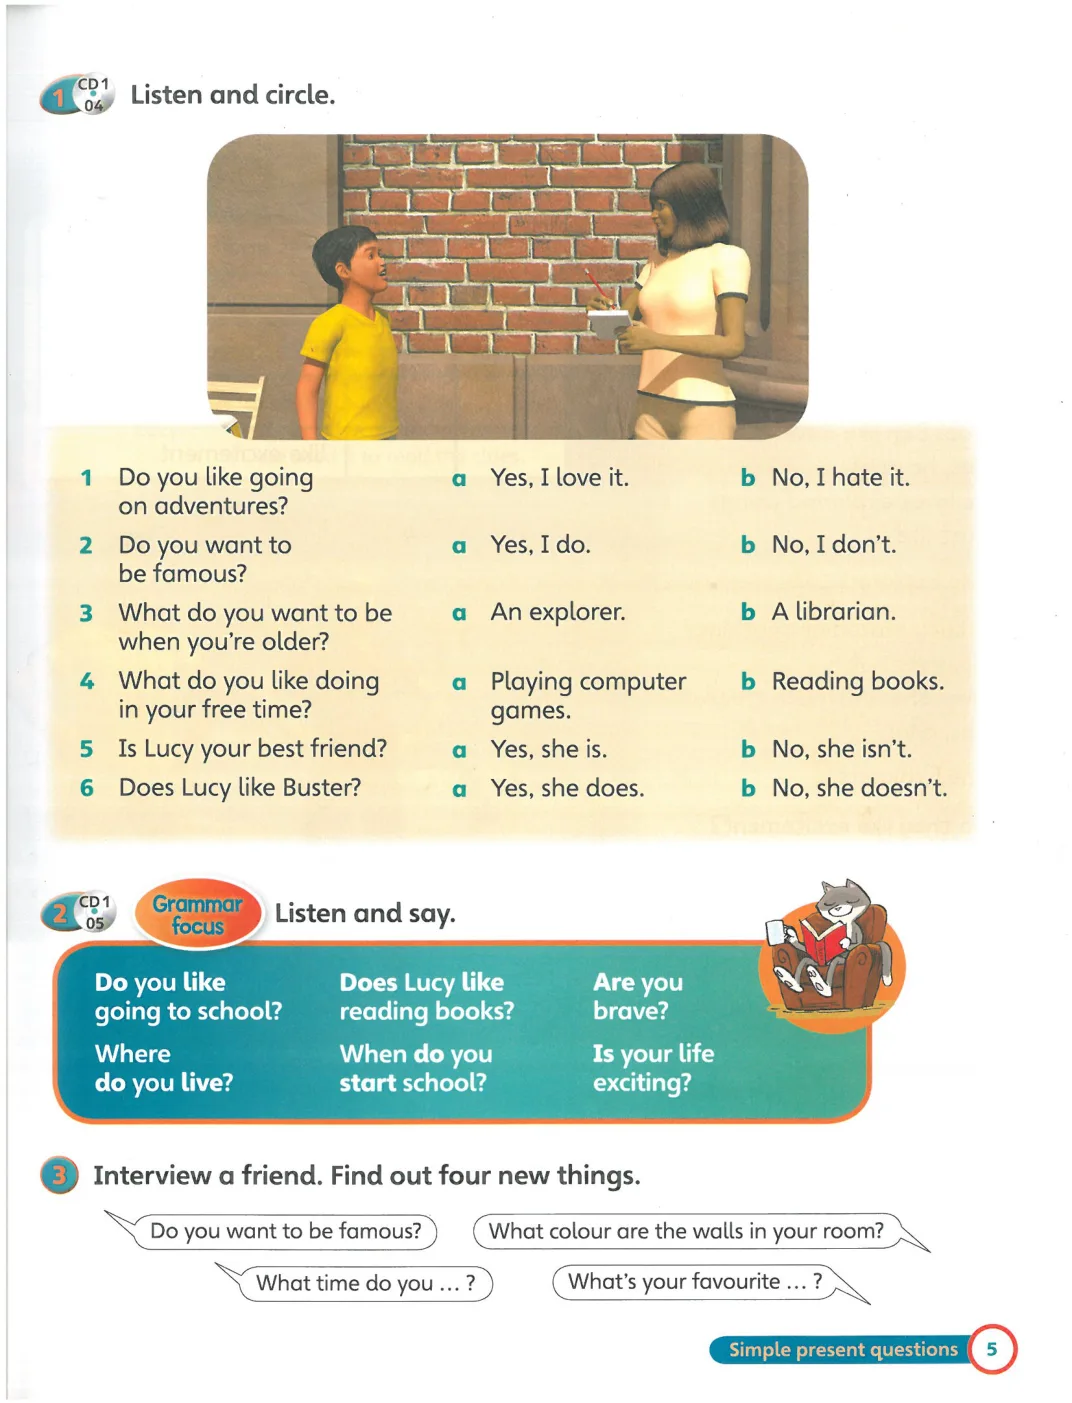 1 CD1 04 Listen and circle.
1 Do you like going a Yes, I love it. b No, I hate it.
on adventures?
2 Do you want to a Yes, I do. b No, I don't.
be famous?
3 What do you want to be a An explorer. b A librarian.
when you're older?
4 What do you like doing a Playing computer b Reading books.
in your free time? games.
5 Is Lucy your best friend? a Yes, she is. b No, she isn't.
6 Does Lucy like Buster? a Yes, she does. b No, she doesn't.
2 CD1 05 Grammar focus Listen and say.
Do you like
going to school?
Does Lucy like
reading books?
Are you
brave?
Where
do you live?
When do you
start school?
Is your life
exciting?
3 Interview a friend. Find out four new things.
Do you want to be famous?
What colour are the walls in your room?
What time do you ... ?
What's your favourite ... ?
Simple present questions 5